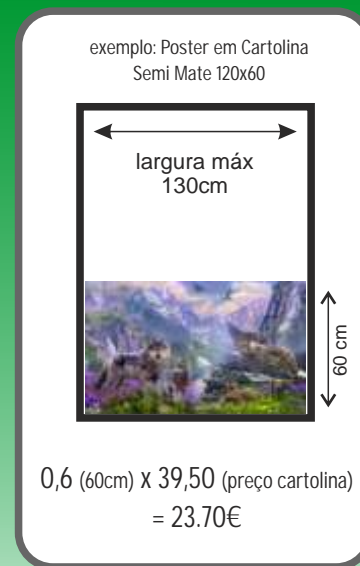 exemplo: Poster em Cartolina
Semi Mate 120x60
largura máx
130cm
60 cm
0,6 (60cm) x 39,50 (preço cartolina)
= 23.70€